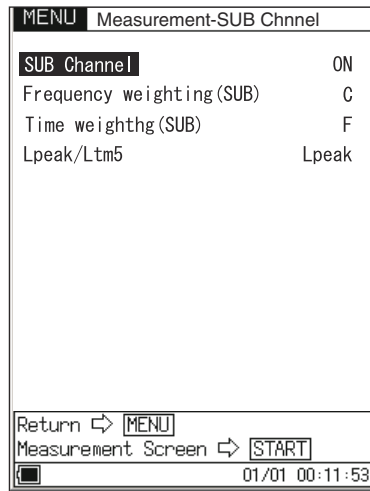 MENU Measurement-SUB Chnnel
SUB Channel ON
Frequency weighting(SUB) C
Time weighthg(SUB) F
Lpeak/Ltm5 Lpeak
Return ⇨ MENU
Measurement Screen ⇨ START
01/01 00:11:53